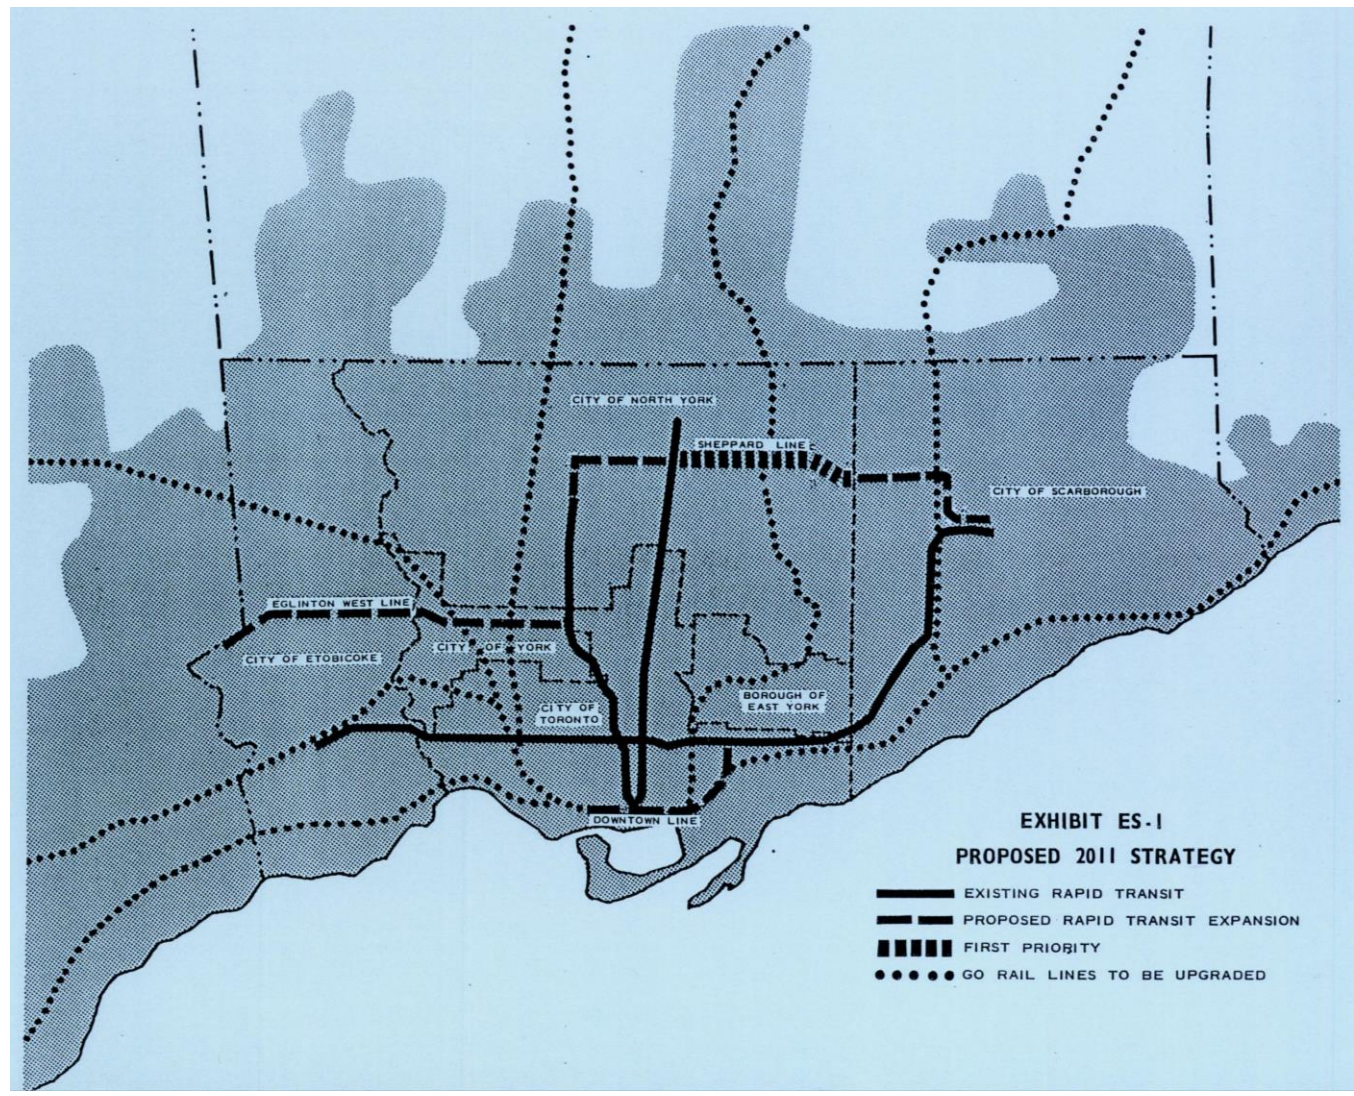 CITY OF NORTH YORK
SHEPPARD LINE
CITY OF SCARBOROUGH
EGLINTON WEST LINE
CITY OF YORK
CITY OF ETOBICOKE
BOROUGH OF
EAST YORK
CITY OF
TORONTO
DOWNTOWN LINE
EXHIBIT ES-1
PROPOSED 2011 STRATEGY
EXISTING RAPID TRANSIT
PROPOSED RAPID TRANSIT EXPANSION
FIRST PRIORITY
GO RAIL LINES TO BE UPGRADED